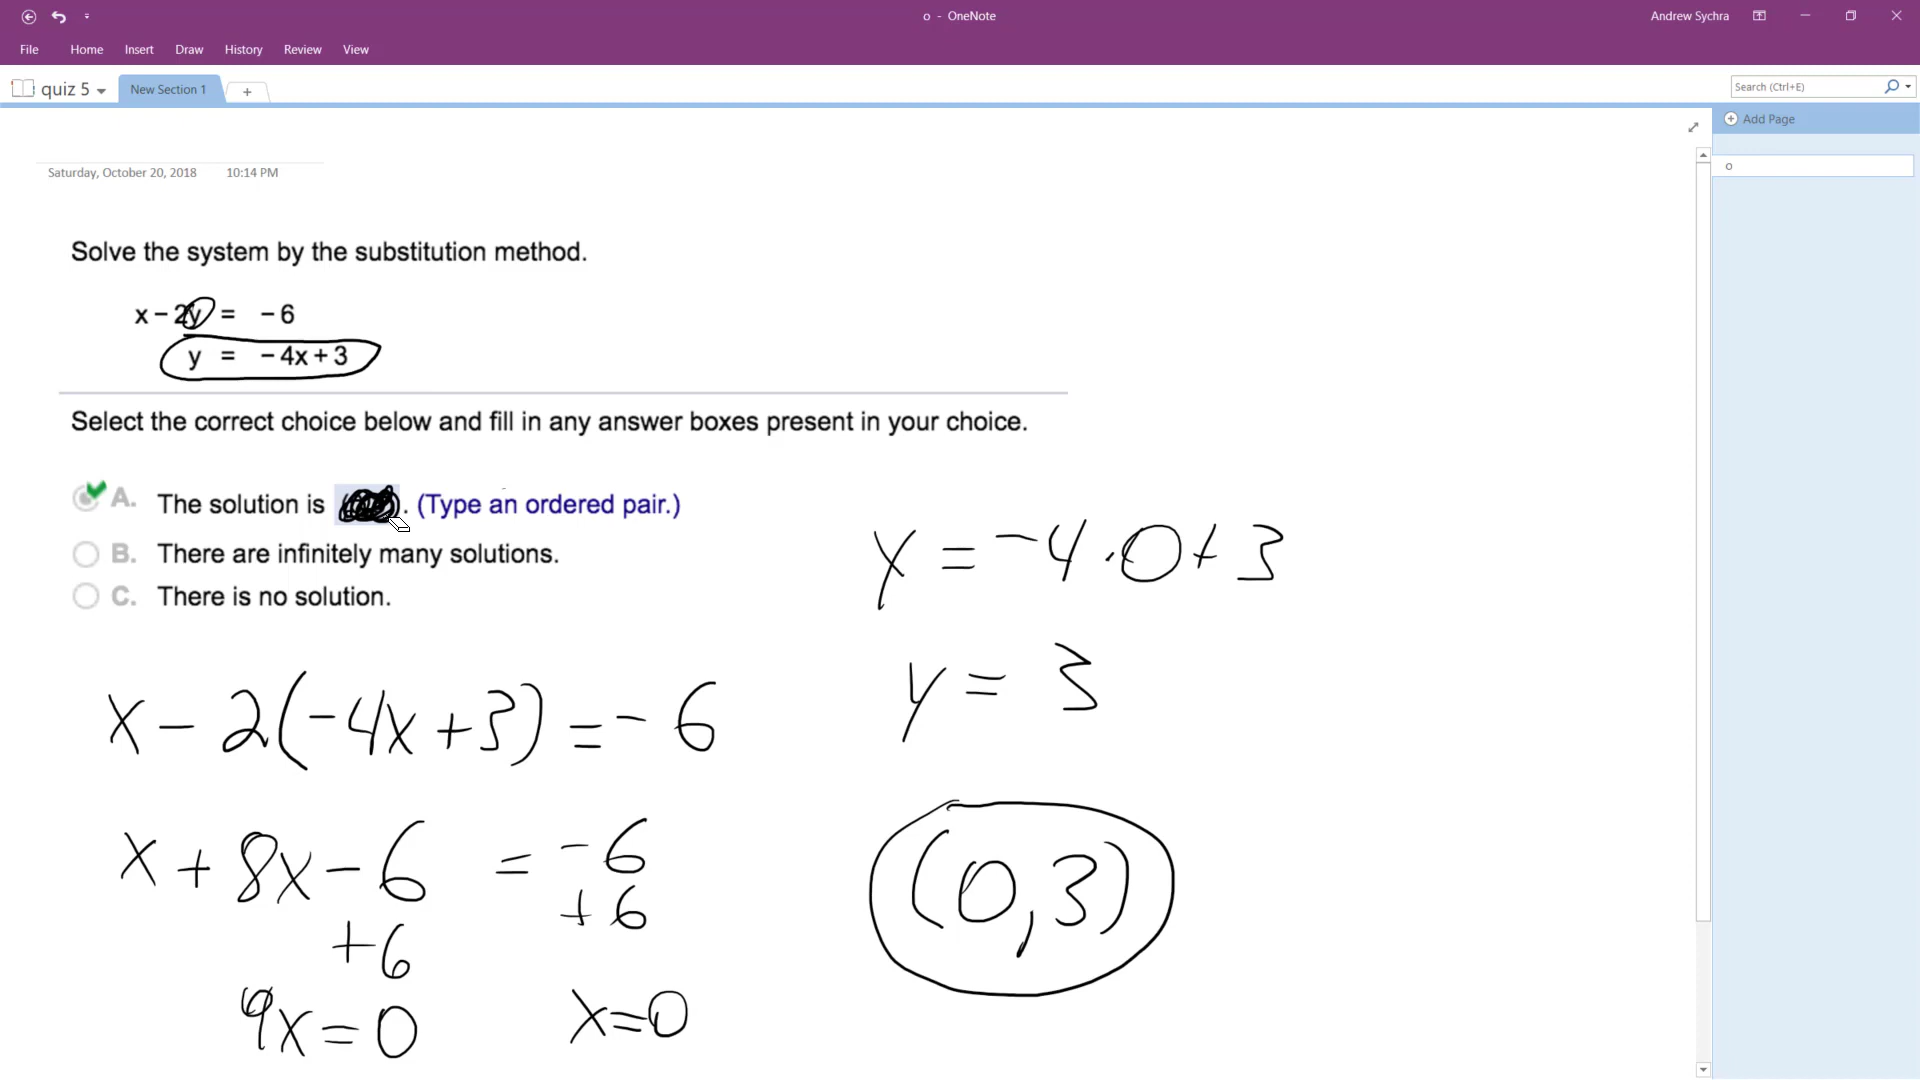 o - OneNote
Andrew Sychra
File Home Insert Draw History Review View
quiz 5 New Section 1 +
Search (Ctrl+E)
Add Page
o
Saturday, October 20, 2018 10:14 PM
Solve the system by the substitution method.
x - 2y = -6
y = -4x + 3
Select the correct choice below and fill in any answer boxes present in your choice.
A. The solution is . (Type an ordered pair.)
B. There are infinitely many solutions.
C. There is no solution.
x - 2(-4x + 3) = -6
x + 8x - 6 = -6
+6 +6
9x = 0 x = 0
y = -4 · 0 + 3
y = 3
(0, 3)